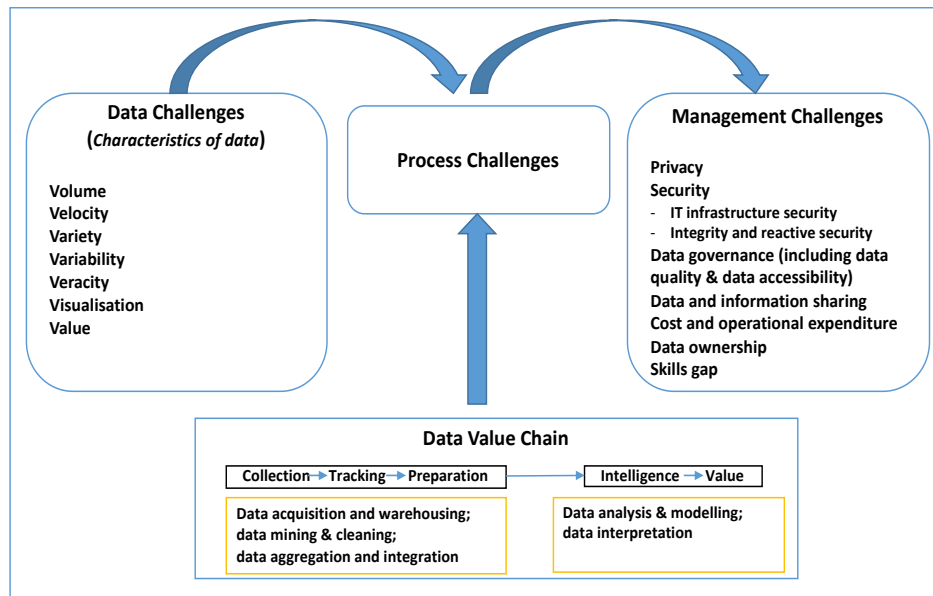 Data Challenges
(Characteristics of data)
Volume
Velocity
Variety
Variability
Veracity
Visualisation
Value
Process Challenges
Management Challenges
Privacy
Security
- IT infrastructure security
- Integrity and reactive security
Data governance (including data
quality & data accessibility)
Data and information sharing
Cost and operational expenditure
Data ownership
Skills gap
Data Value Chain
Collection Tracking Preparation
Intelligence Value
Data acquisition and warehousing;
data mining & cleaning;
data aggregation and integration
Data analysis & modelling;
data interpretation